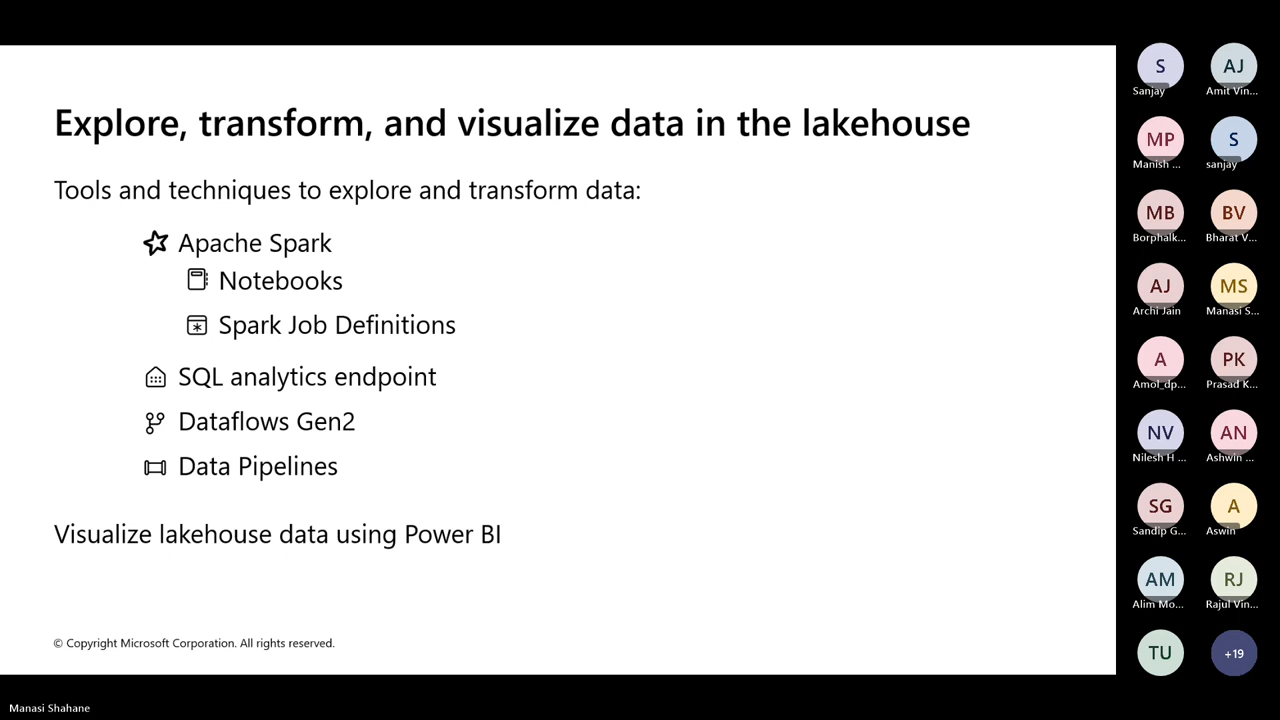 Explore, transform, and visualize data in the lakehouse
Tools and techniques to explore and transform data:
Apache Spark
Notebooks
Spark Job Definitions
SQL analytics endpoint
Dataflows Gen2
Data Pipelines
Visualize lakehouse data using Power BI
© Copyright Microsoft Corporation. All rights reserved.
S AJ
Sanjay Amit Vin...
MP S
Manish ... sanjay
MB BV
Borphalk... Bharat V...
AJ MS
Archi Jain Manasi S...
A PK
Amol_dp... Prasad K...
NV AN
Nilesh H ... Ashwin ...
SG A
Sandip G... Aswin
AM RJ
Alim Mo... Rajul Vin...
TU +19
Manasi Shahane